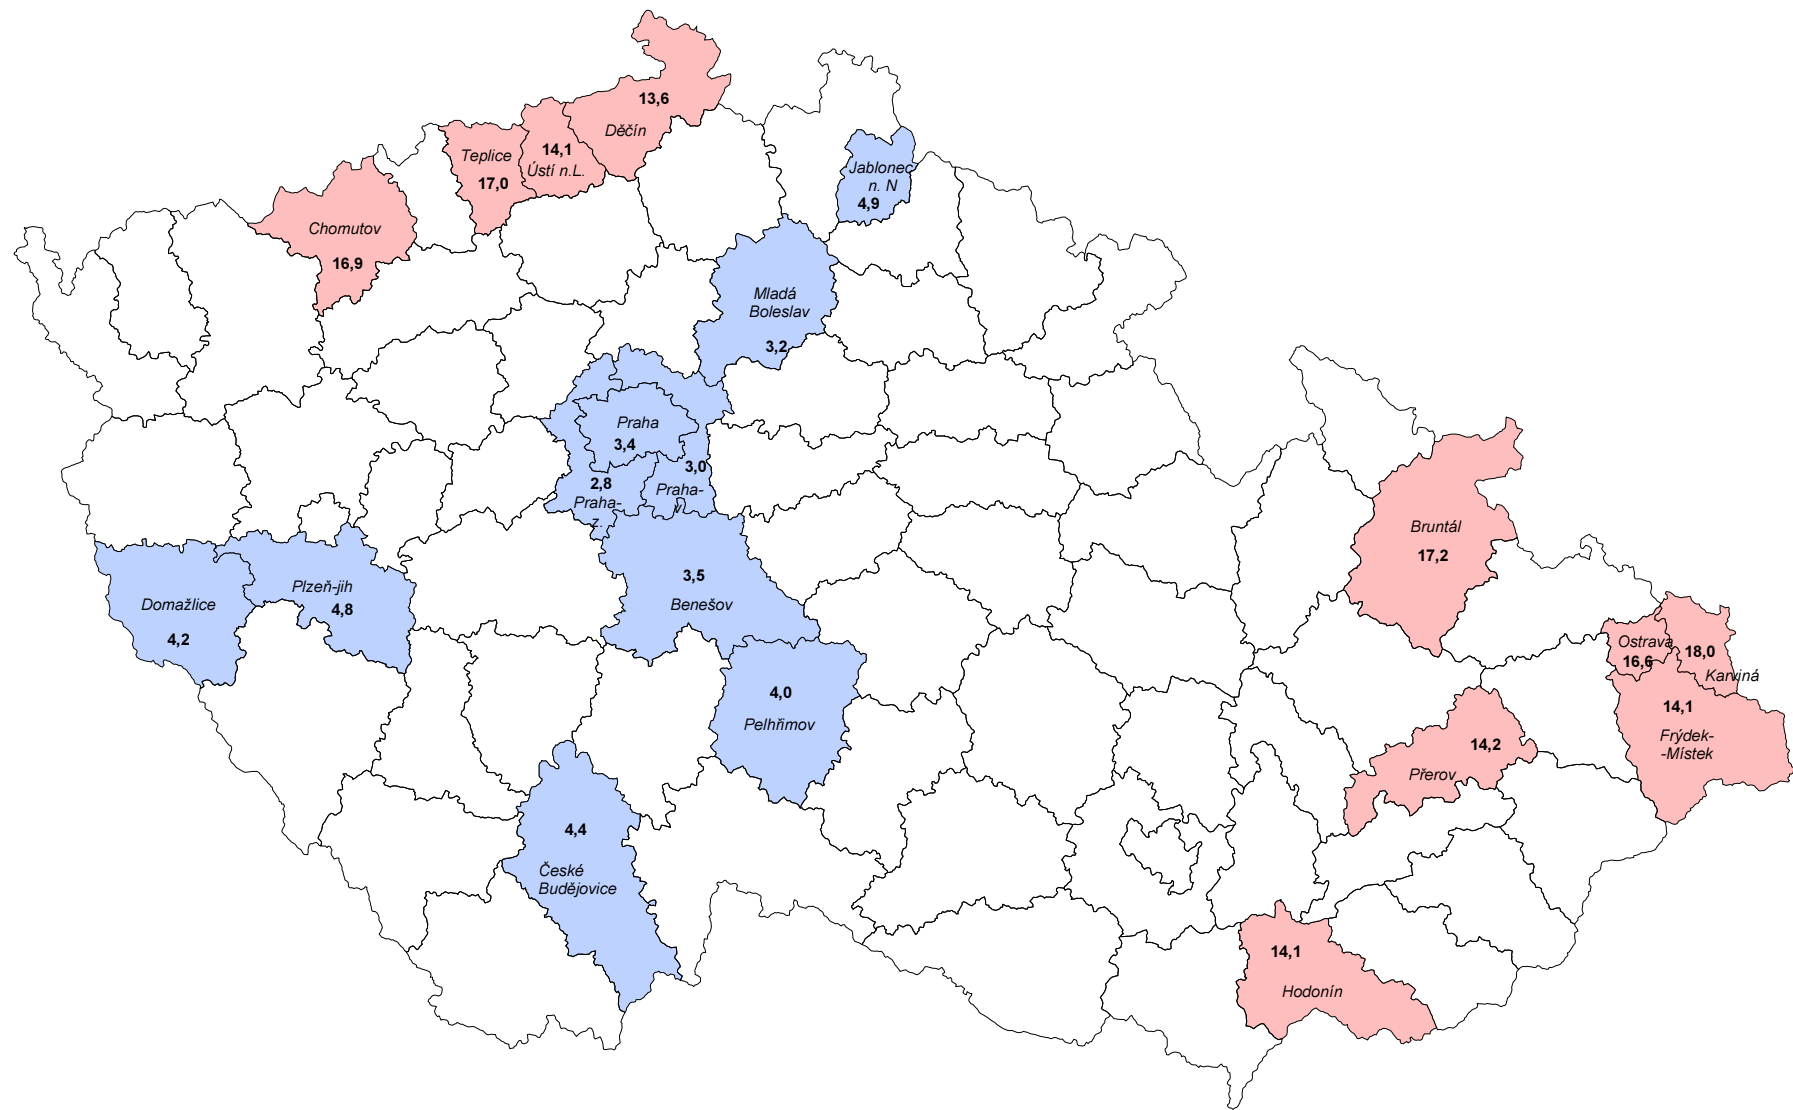 13,6
Děčín
14,1
Ústí n.L.
Teplice
17,0
Jablonec
n. N
4,9
Chomutov
16,9
Mladá
Boleslav
3,2
Praha
3,4
3,0
Praha-
v.
2,8
Praha-
z.
Bruntál
17,2
3,5
Benešov
Plzeň-jih
4,8
Domažlice
4,2
Ostrava
16,6
18,0
Karviná
4,0
Pelhřimov
14,1
Frýdek-
-Místek
14,2
Přerov
4,4
České
Budějovice
14,1
Hodonín